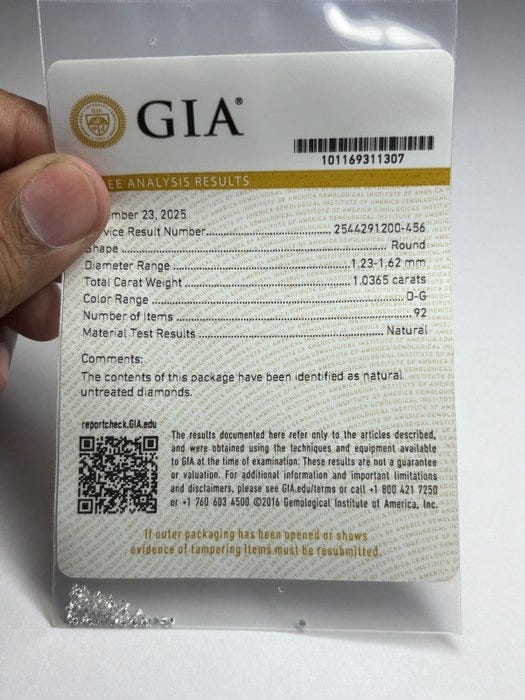 GIA®
101169311307
EE ANALYSIS RESULTS
mber 23, 2025
vice Result Number 2544291200-456
Shape Round
Diameter Range 1.23-1.62 mm
Total Carat Weight 1.0365 carats
Color Range D-G
Number of Items 92
Material Test Results Natural
Comments:
The contents of this package have been identified as natural
untreated diamonds.
reportcheck.GIA.edu
The results documented here refer only to the articles described,
and were obtained using the techniques and equipment available
to GIA at the time of examination. These results are not a guarantee
or valuation. For additional information and important limitations
and disclaimers, please see GIA.edu/terms or call +1 800 421 7250
or +1 760 603 4500 ©2016 Gemological Institute of America, Inc.
If outer packaging has been opened or shows
evidence of tampering items must be resubmitted.